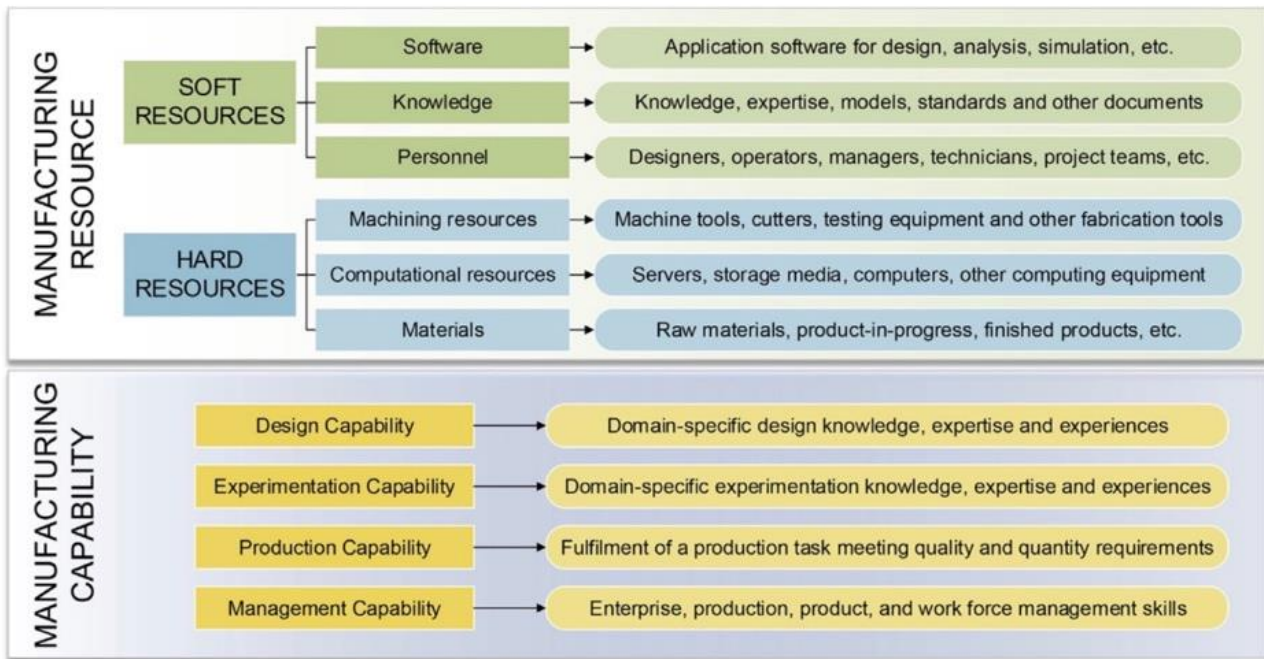 MANUFACTURING
RESOURCE
SOFT
RESOURCES
Software
Application software for design, analysis, simulation, etc.
Knowledge
Knowledge, expertise, models, standards and other documents
Personnel
Designers, operators, managers, technicians, project teams, etc.
HARD
RESOURCES
Machining resources
Machine tools, cutters, testing equipment and other fabrication tools
Computational resources
Servers, storage media, computers, other computing equipment
Materials
Raw materials, product-in-progress, finished products, etc.
MANUFACTURING
CAPABILITY
Design Capability
Domain-specific design knowledge, expertise and experiences
Experimentation Capability
Domain-specific experimentation knowledge, expertise and experiences
Production Capability
Fulfilment of a production task meeting quality and quantity requirements
Management Capability
Enterprise, production, product, and work force management skills